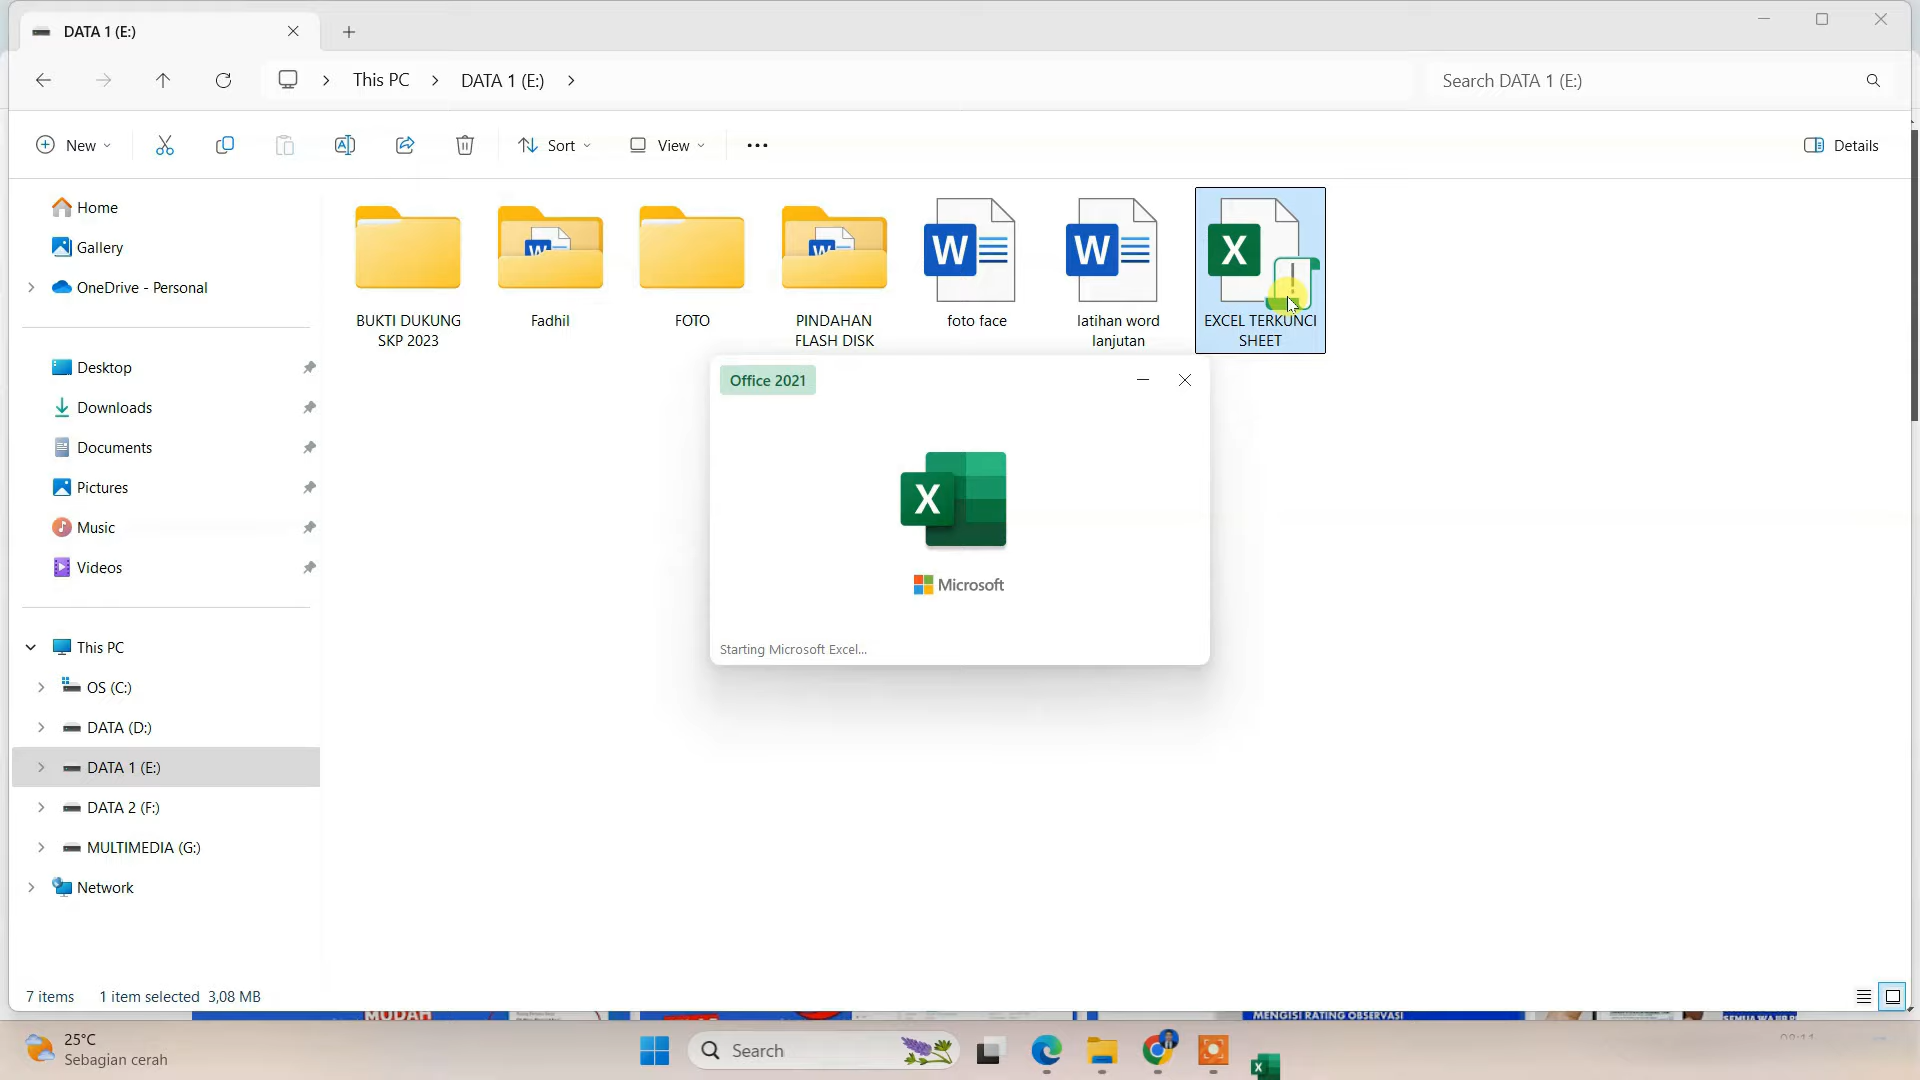 DATA 1 (E:)
This PC
DATA 1 (E:)
Search DATA 1 (E:)
New
Sort
View
Details
Home
Gallery
OneDrive - Personal
Desktop
Downloads
Documents
Pictures
Music
Videos
This PC
OS (C:)
DATA (D:)
DATA 1 (E:)
DATA 2 (F:)
MULTIMEDIA (G:)
Network
BUKTI DUKUNG
SKP 2023
Fadhil
FOTO
PINDAHAN
FLASH DISK
foto face
latihan word
lanjutan
EXCEL TERKUNCI
SHEET
Office 2021
X
Microsoft
Starting Microsoft Excel...
7 items
1 item selected 3,08 MB
MUDAH
MENGISI RATING OBSERVASI
25°C
Sebagian cerah
Search